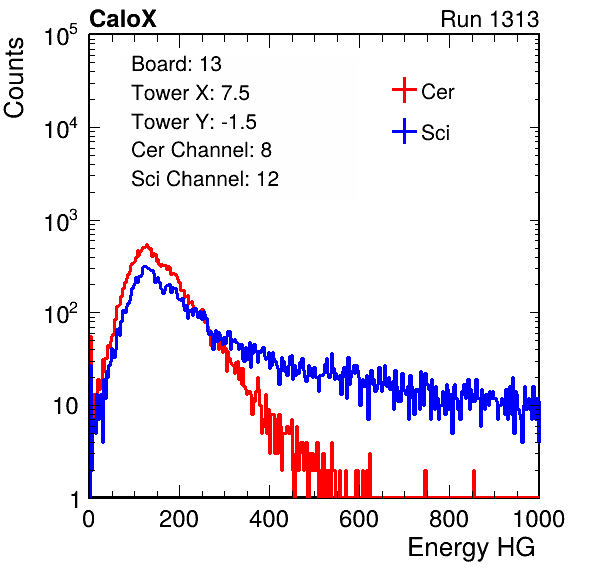 CaloX Run 1313
Counts
10^5
10^4
10^3
10^2
10
1
Board: 13
Tower X: 7.5
Tower Y: -1.5
Cer Channel: 8
Sci Channel: 12
Cer
Sci
0 200 400 600 800 1000
Energy HG